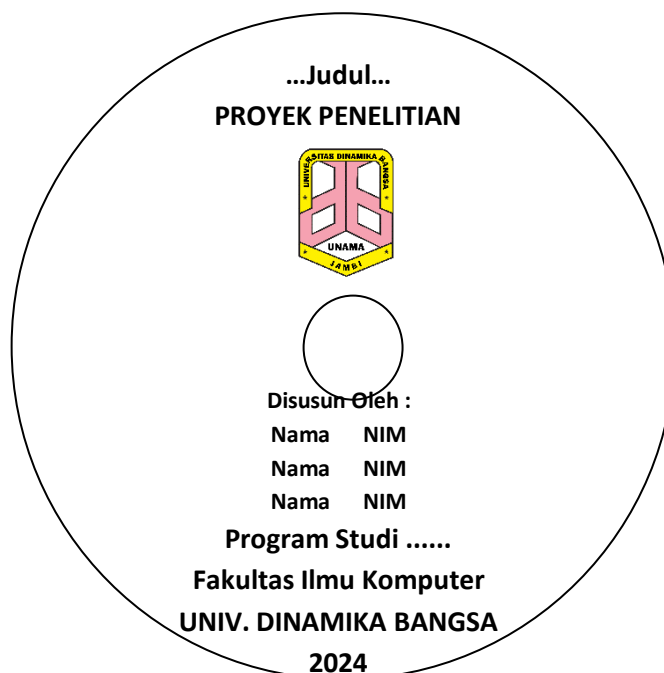 ...Judul...
PROYEK PENELITIAN
UNIVERSITAS DINAMIKA BANGSA
UNAMA
JAMBI
Disusun Oleh :
Nama NIM
Nama NIM
Nama NIM
Program Studi ......
Fakultas Ilmu Komputer
UNIV. DINAMIKA BANGSA
2024